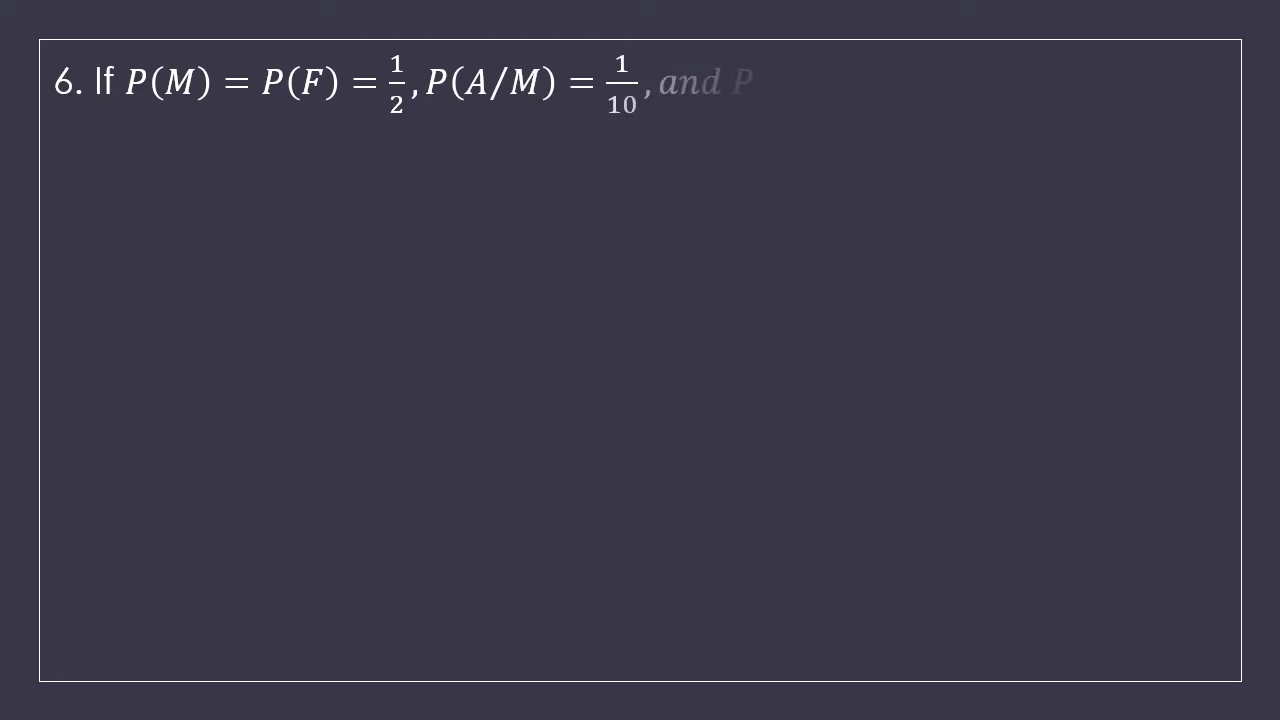 6. If P(M) = P(F) = 1/2, P(A/M) = 1/10, and P